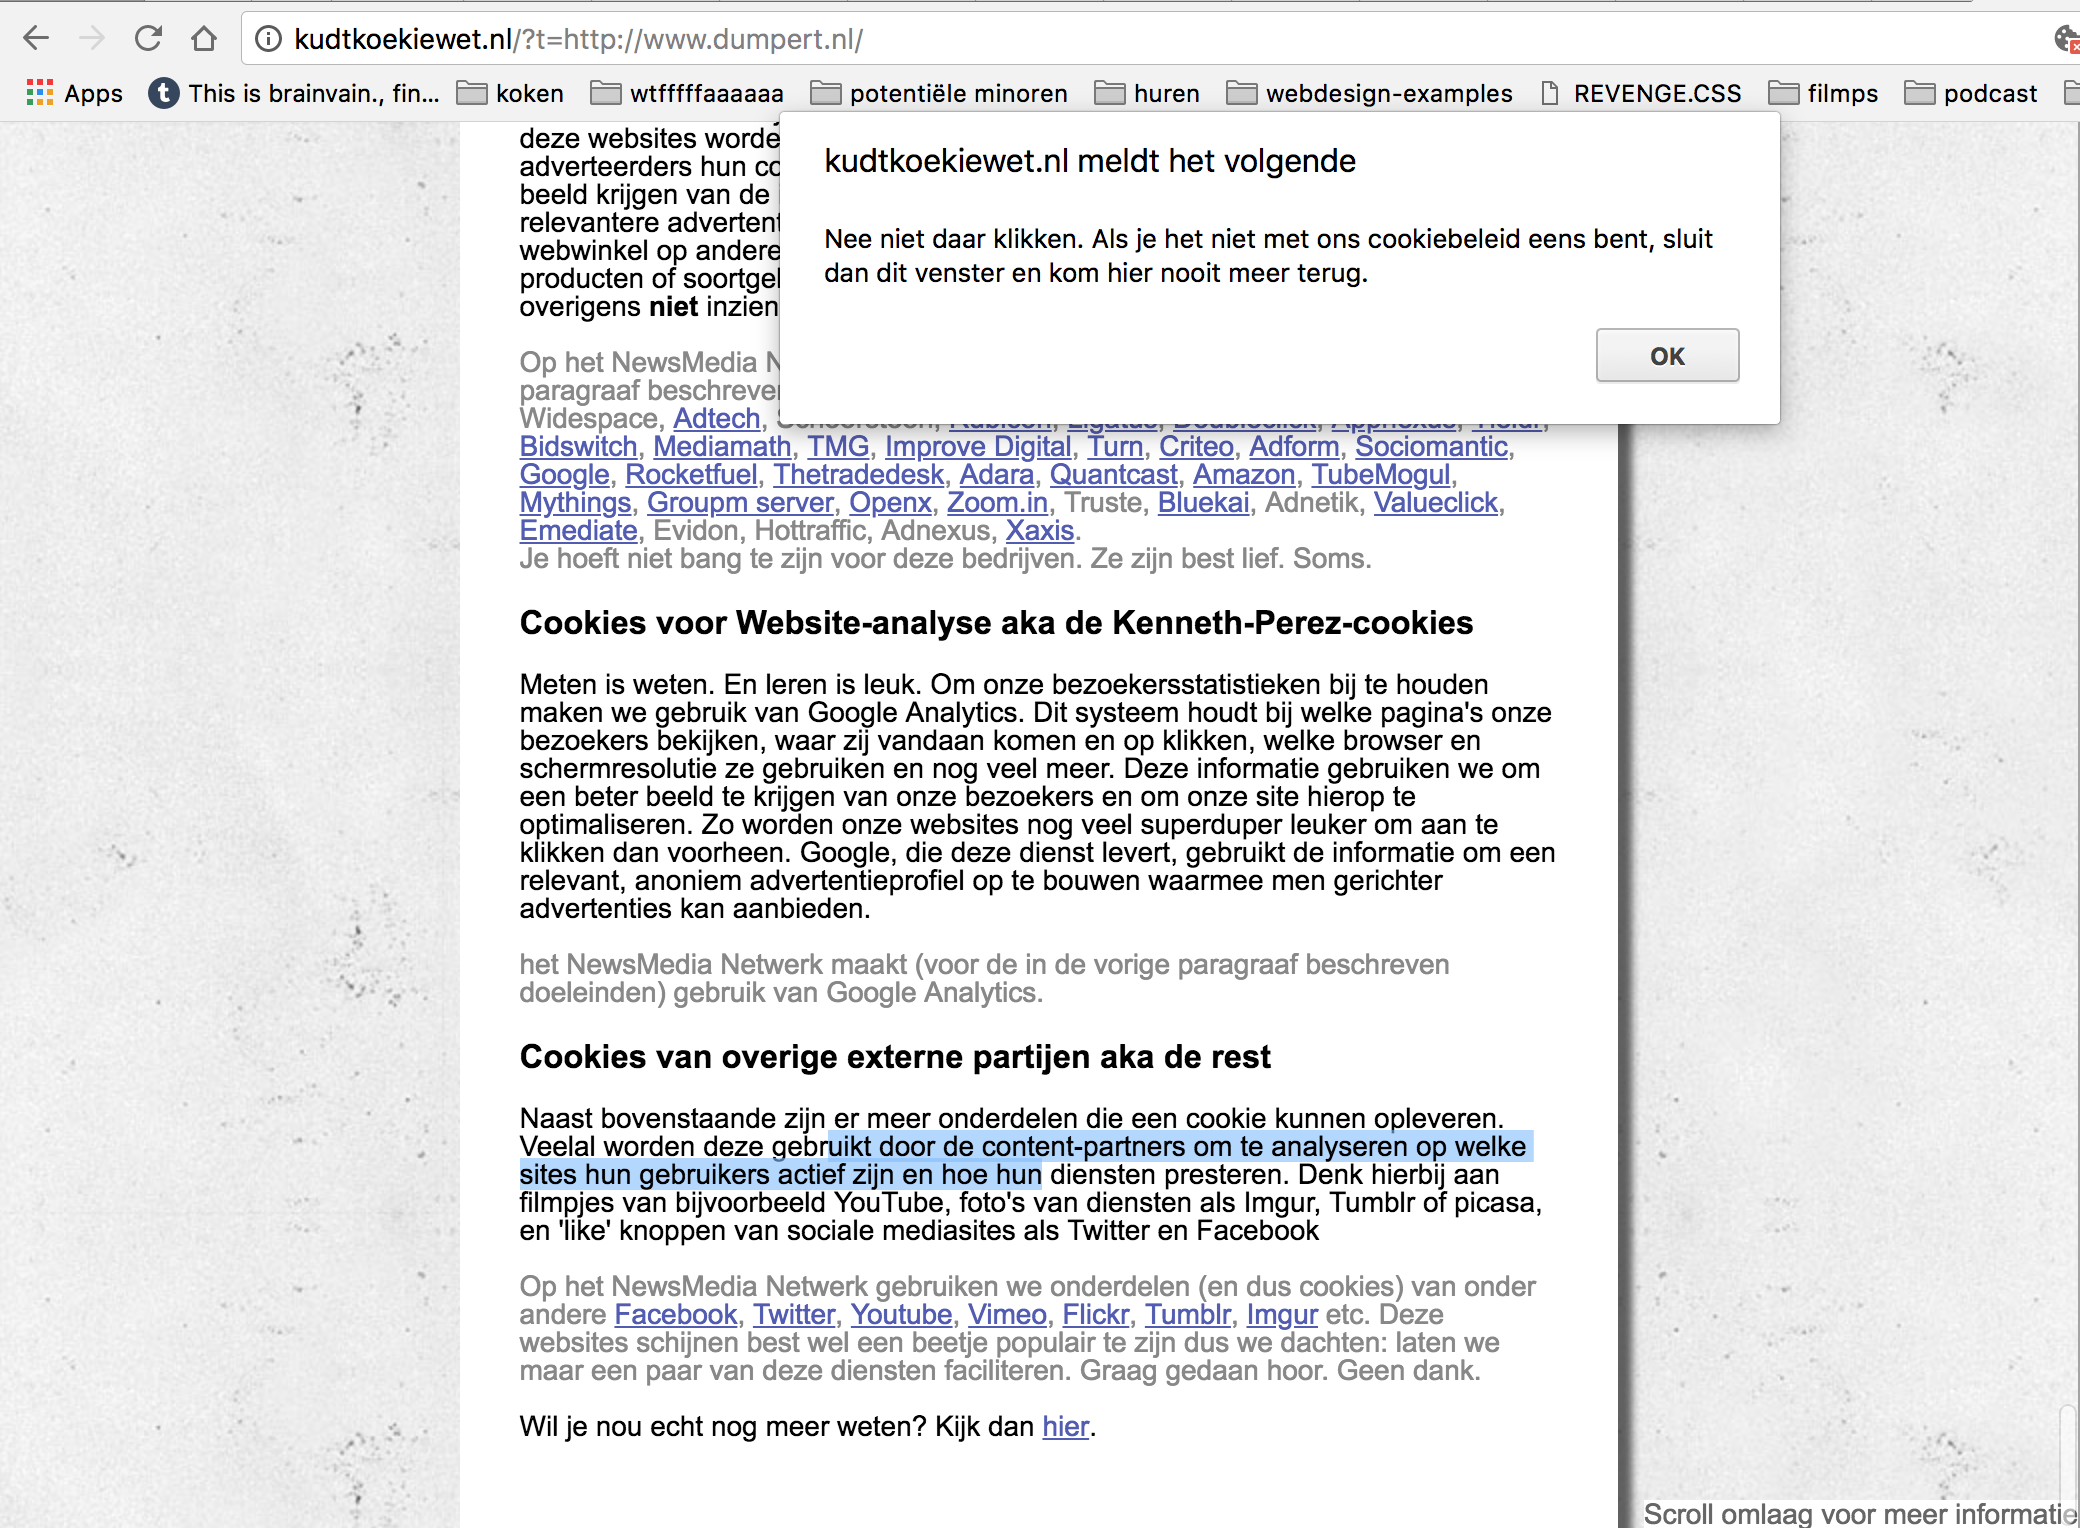 kudtkoekiewet.nl/?t=http://www.dumpert.nl/
Apps
This is brainvain., fin...
koken
wtfffffaaaaaa
potentiële minoren
huren
webdesign-examples
REVENGE.CSS
filmps
podcast
kudtkoekiewet.nl meldt het volgende
Nee niet daar klikken. Als je het niet met ons cookiebeleid eens bent, sluit
dan dit venster en kom hier nooit meer terug.
OK
deze websites worde
adverteerders hun co
beeld krijgen van de
relevantere advertent
webwinkel op andere
producten of soortgel
overigens niet inzien
Op het NewsMedia N
paragraaf beschrever
Widespace, Adtech,
Bidswitch, Mediamath, TMG, Improve Digital, Turn, Criteo, Adform, Sociomantic,
Google, Rocketfuel, Thetradedesk, Adara, Quantcast, Amazon, TubeMogul,
Mythings, Groupm server, Openx, Zoom.in, Truste, Bluekai, Adnetik, Valueclick,
Emediate, Evidon, Hottraffic, Adnexus, Xaxis.
Je hoeft niet bang te zijn voor deze bedrijven. Ze zijn best lief. Soms.
Cookies voor Website-analyse aka de Kenneth-Perez-cookies
Meten is weten. En leren is leuk. Om onze bezoekersstatistieken bij te houden
maken we gebruik van Google Analytics. Dit systeem houdt bij welke pagina's onze
bezoekers bekijken, waar zij vandaan komen en op klikken, welke browser en
schermresolutie ze gebruiken en nog veel meer. Deze informatie gebruiken we om
een beter beeld te krijgen van onze bezoekers en om onze site hierop te
optimaliseren. Zo worden onze websites nog veel superduper leuker om aan te
klikken dan voorheen. Google, die deze dienst levert, gebruikt de informatie om een
relevant, anoniem advertentieprofiel op te bouwen waarmee men gerichter
advertenties kan aanbieden.
het NewsMedia Netwerk maakt (voor de in de vorige paragraaf beschreven
doeleinden) gebruik van Google Analytics.
Cookies van overige externe partijen aka de rest
Naast bovenstaande zijn er meer onderdelen die een cookie kunnen opleveren.
Veelal worden deze gebruikt door de content-partners om te analyseren op welke
sites hun gebruikers actief zijn en hoe hun diensten presteren. Denk hierbij aan
filmpjes van bijvoorbeeld YouTube, foto's van diensten als Imgur, Tumblr of picasa,
en 'like' knoppen van sociale mediasites als Twitter en Facebook
Op het NewsMedia Netwerk gebruiken we onderdelen (en dus cookies) van onder
andere Facebook, Twitter, Youtube, Vimeo, Flickr, Tumblr, Imgur etc. Deze
websites schijnen best wel een beetje populair te zijn dus we dachten: laten we
maar een paar van deze diensten faciliteren. Graag gedaan hoor. Geen dank.
Wil je nou echt nog meer weten? Kijk dan hier.
Scroll omlaag voor meer informatie